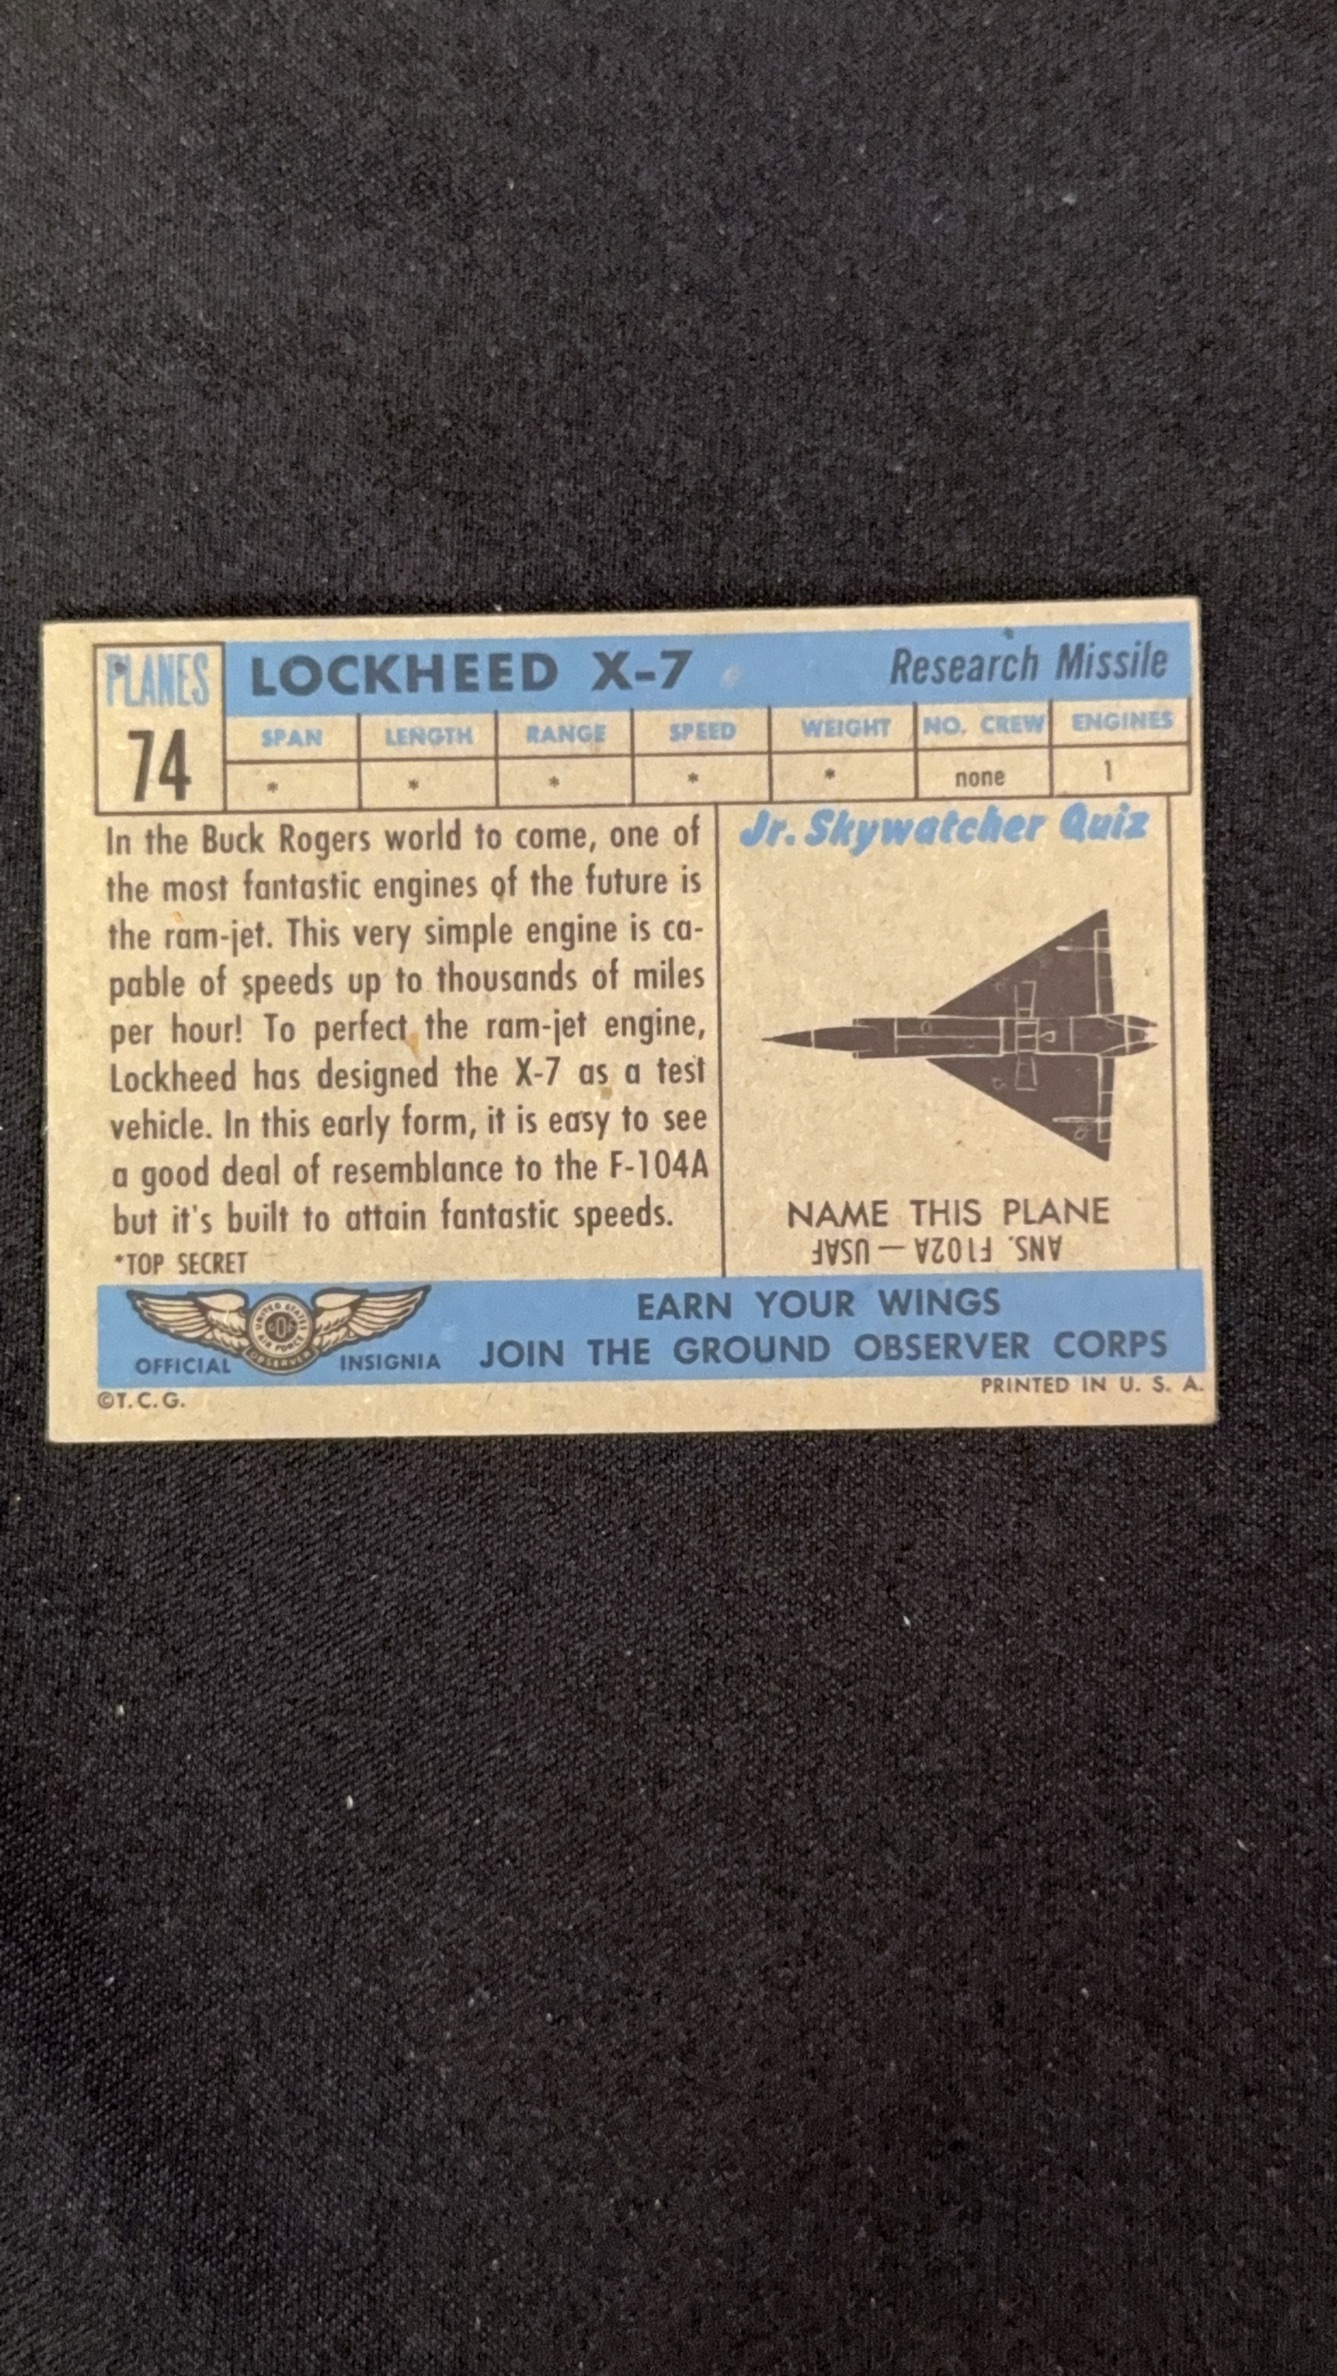 PLANES
74
LOCKHEED X-7
Research Missile
SPAN LENGTH RANGE SPEED WEIGHT NO. CREW ENGINES
* * * * * none 1
In the Buck Rogers world to come, one of
the most fantastic engines of the future is
the ram-jet. This very simple engine is ca-
pable of speeds up to thousands of miles
per hour! To perfect the ram-jet engine,
Lockheed has designed the X-7 as a test
vehicle. In this early form, it is easy to see
a good deal of resemblance to the F-104A
but it's built to attain fantastic speeds.
*TOP SECRET
Jr. Skywatcher Quiz
NAME THIS PLANE
ANS. F102A — USAF
UNITED STATES
AIR FORCE
OBSERVER
OFFICIAL INSIGNIA
EARN YOUR WINGS
JOIN THE GROUND OBSERVER CORPS
©T.C.G.
PRINTED IN U. S. A.